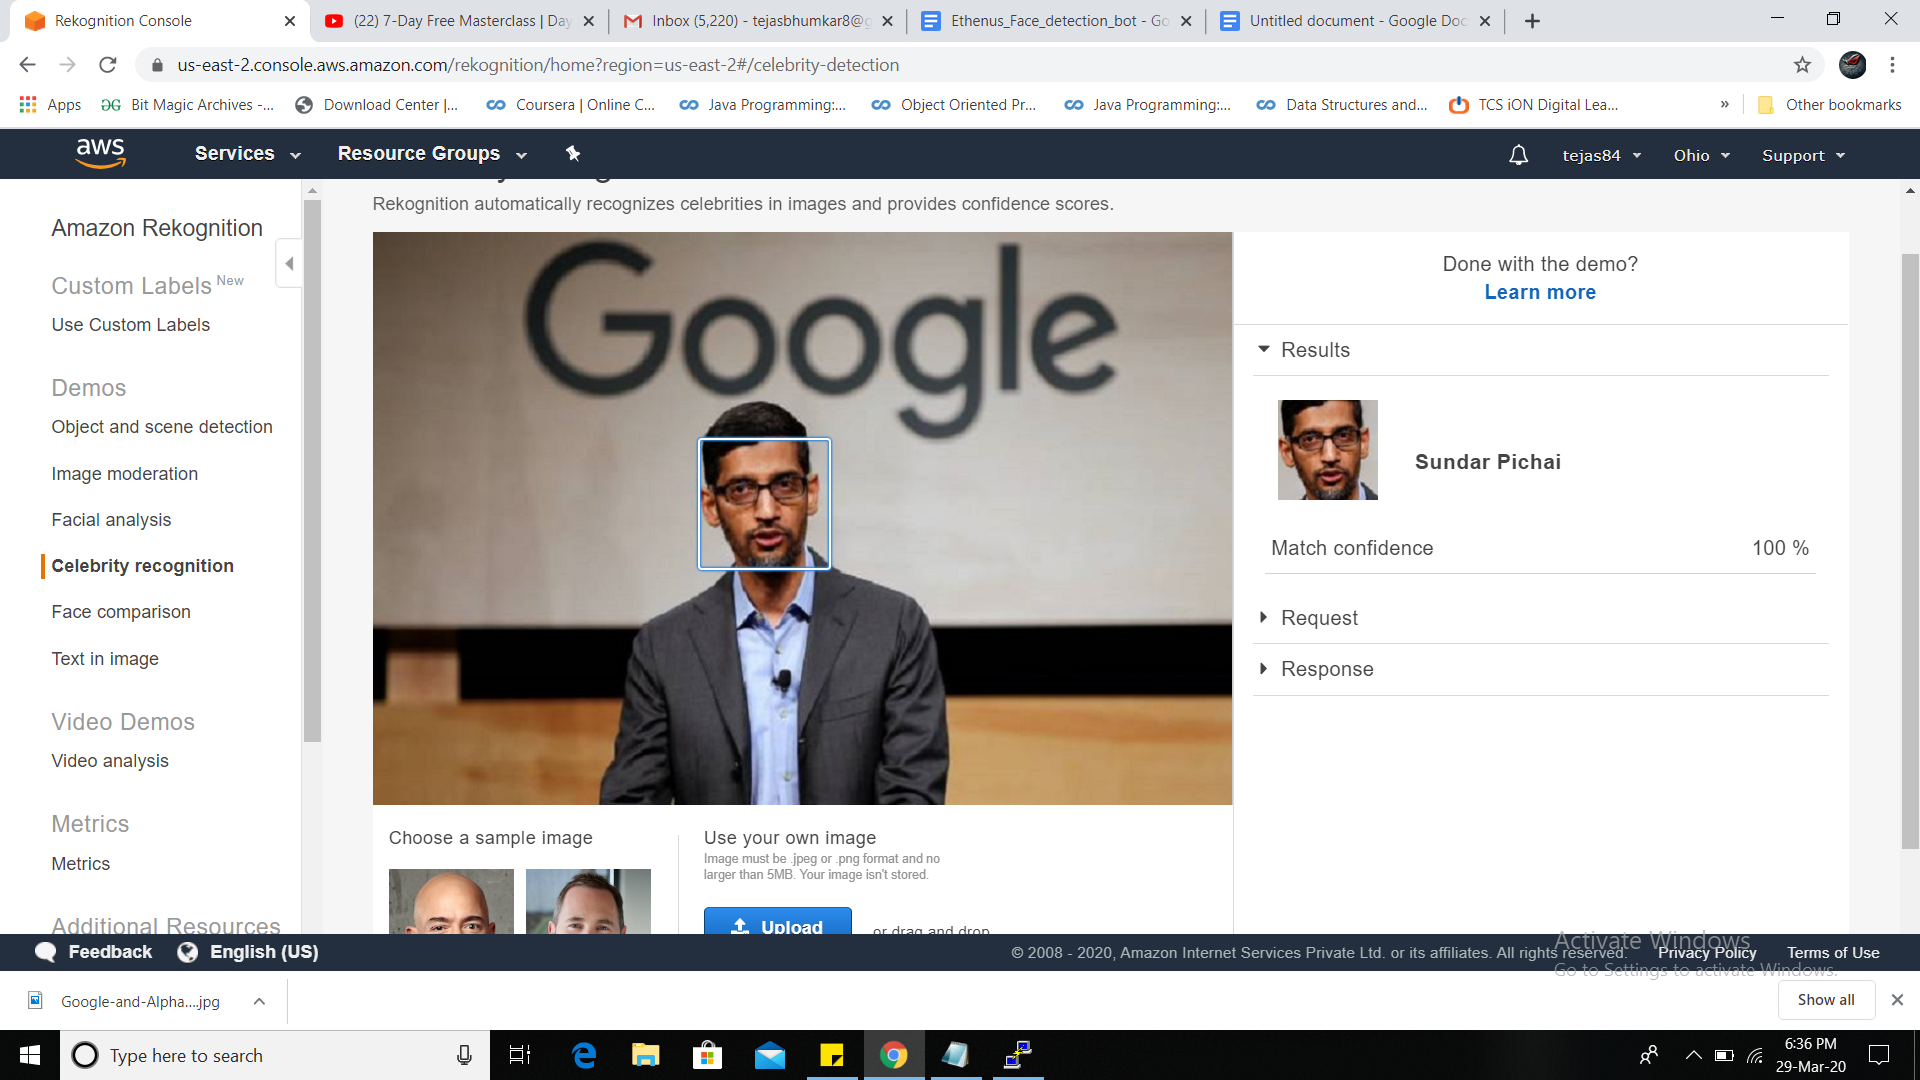 Rekognition Console
(22) 7-Day Free Masterclass | Day
Inbox (5,220) - tejasbhumkar8@g
Ethenus_Face_detection_bot - Go
Untitled document - Google Doc
us-east-2.console.aws.amazon.com/rekognition/home?region=us-east-2#/celebrity-detection
Apps
Bit Magic Archives -...
Download Center |...
Coursera | Online C...
Java Programming:...
Object Oriented Pr...
Java Programming:...
Data Structures and...
TCS iON Digital Lea...
»
Other bookmarks
aws
Services
Resource Groups
tejas84
Ohio
Support
Amazon Rekognition
Custom Labels New
Use Custom Labels
Demos
Object and scene detection
Image moderation
Facial analysis
Celebrity recognition
Face comparison
Text in image
Video Demos
Video analysis
Metrics
Metrics
Additional Resources
Rekognition automatically recognizes celebrities in images and provides confidence scores.
Google
Done with the demo?
Learn more
Results
Sundar Pichai
Match confidence 100 %
Request
Response
Choose a sample image
Use your own image
Image must be .jpeg or .png format and no
larger than 5MB. Your image isn't stored.
Upload
or drag and drop
Feedback
English (US)
© 2008 - 2020, Amazon Internet Services Private Ltd. or its affiliates. All rights reserved.
Privacy Policy
Terms of Use
Activate Windows
Go to Settings to activate Windows.
Google-and-Alpha....jpg
Show all
Type here to search
6:36 PM
29-Mar-20